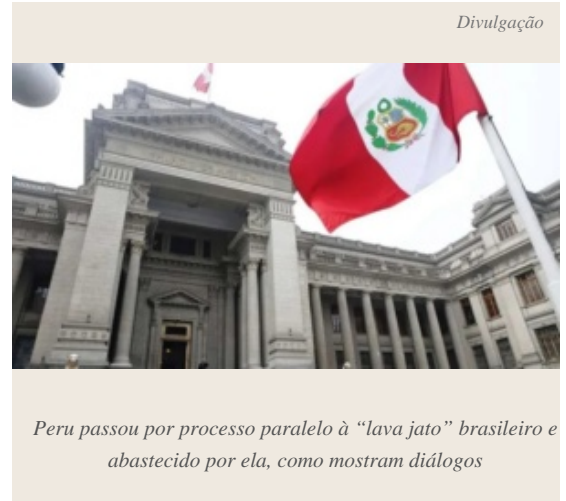 Divulgação
Peru passou por processo paralelo à “lava jato” brasileiro e
abastecido por ela, como mostram diálogos